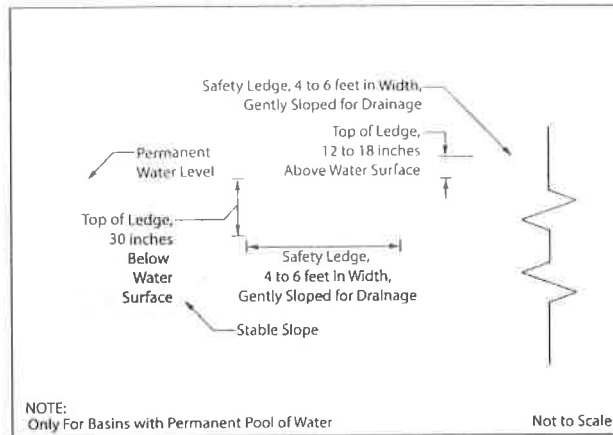 Safety Ledge, 4 to 6 feet in Width,
Gently Sloped for Drainage
Top of Ledge,
12 to 18 inches
Above Water Surface
Permanent
Water Level
Top of Ledge,
30 inches
Below
Water
Surface
Safety Ledge,
4 to 6 feet in Width,
Gently Sloped for Drainage
Stable Slope
NOTE:
Only For Basins with Permanent Pool of Water
Not to Scale